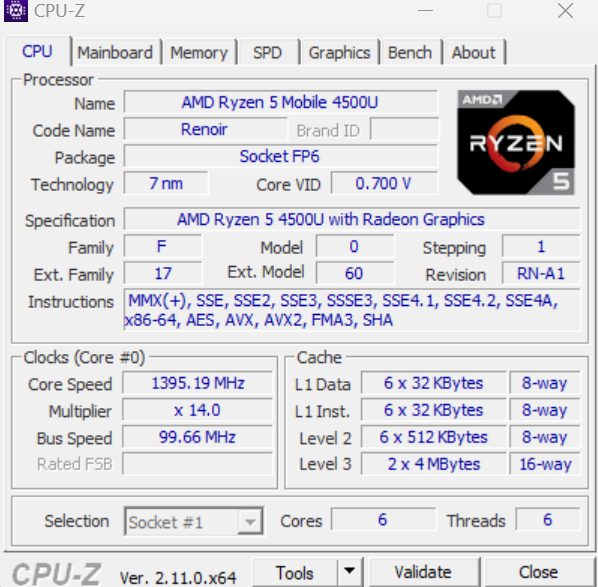 CPU-Z
CPU Mainboard Memory SPD Graphics Bench About
Processor
Name AMD Ryzen 5 Mobile 4500U
Code Name Renoir Brand ID
Package Socket FP6
Technology 7 nm Core VID 0.700 V
AMD RYZEN 5
Specification AMD Ryzen 5 4500U with Radeon Graphics
Family F Model 0 Stepping 1
Ext. Family 17 Ext. Model 60 Revision RN-A1
Instructions MMX(+), SSE, SSE2, SSE3, SSSE3, SSE4.1, SSE4.2, SSE4A,
x86-64, AES, AVX, AVX2, FMA3, SHA
Clocks (Core #0)
Core Speed 1395.19 MHz
Multiplier x 14.0
Bus Speed 99.66 MHz
Rated FSB
Cache
L1 Data 6 x 32 KBytes 8-way
L1 Inst. 6 x 32 KBytes 8-way
Level 2 6 x 512 KBytes 8-way
Level 3 2 x 4 MBytes 16-way
Selection Socket #1 Cores 6 Threads 6
CPU-Z Ver. 2.11.0.x64 Tools Validate Close